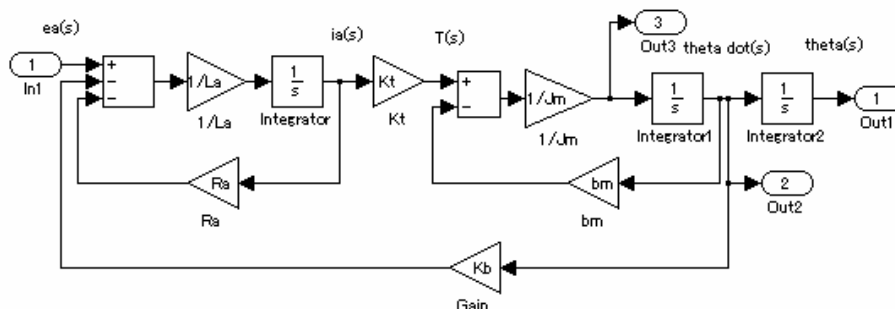 ea(s)
ia(s)
T(s)
3
Out3
theta dot(s)
theta(s)
1
In1
+
−
−
1/La
1/La
1
s
Integrator
Kt
Kt
+
−
1/Jm
1/Jm
1
s
Integrator1
1
s
Integrator2
1
Out1
Ra
Ra
bm
bm
2
Out2
Kb
Gain